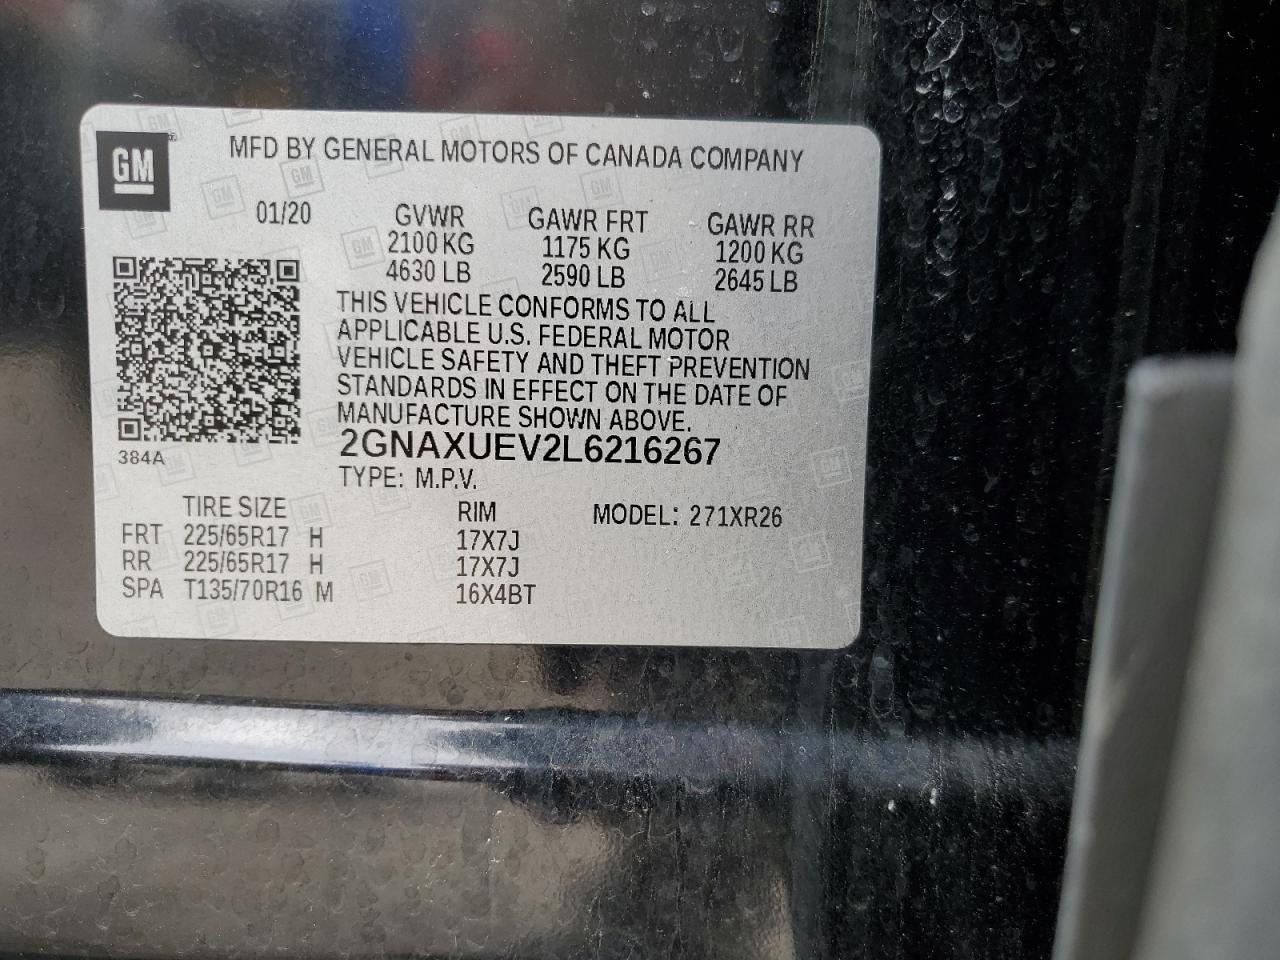 GM
MFD BY GENERAL MOTORS OF CANADA COMPANY
01/20 GVWR GAWR FRT GAWR RR
2100 KG 1175 KG 1200 KG
4630 LB 2590 LB 2645 LB
THIS VEHICLE CONFORMS TO ALL
APPLICABLE U.S. FEDERAL MOTOR
VEHICLE SAFETY AND THEFT PREVENTION
STANDARDS IN EFFECT ON THE DATE OF
MANUFACTURE SHOWN ABOVE.
384A
2GNAXUEV2L6216267
TYPE: M.P.V.
TIRE SIZE RIM MODEL: 271XR26
FRT 225/65R17 H 17X7J
RR 225/65R17 H 17X7J
SPA T135/70R16 M 16X4BT